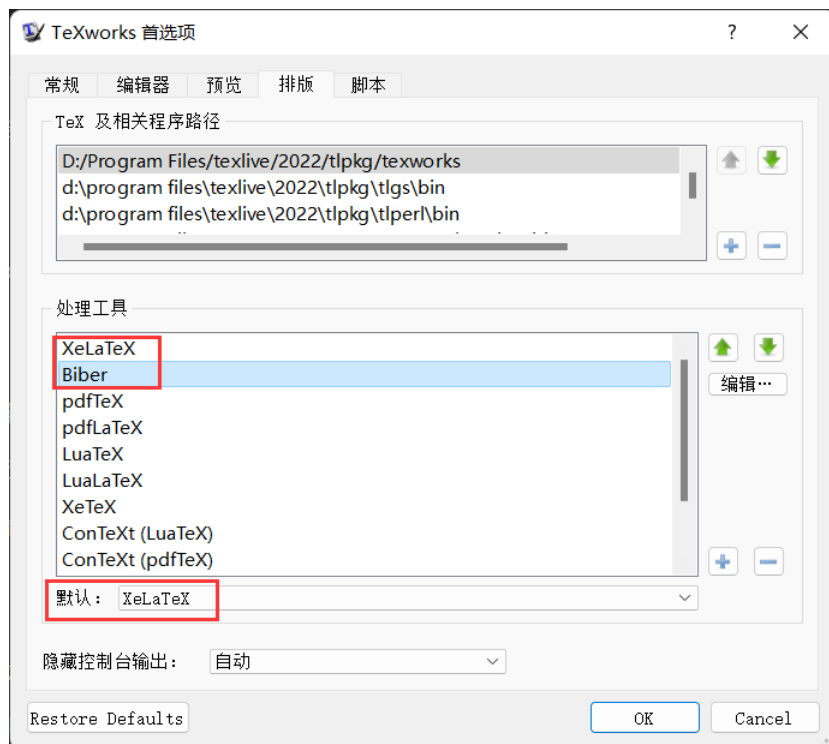 TeXworks 首选项
?
常规 编辑器 预览 排版 脚本
TeX 及相关程序路径
D:/Program Files/texlive/2022/tlpkg/texworks
d:\program files\texlive\2022\tlpkg\tlgs\bin
d:\program files\texlive\2022\tlpkg\tlperl\bin
处理工具
XeLaTeX
Biber
编辑…
pdfTeX
pdfLaTeX
LuaTeX
LuaLaTeX
XeTeX
ConTeXt (LuaTeX)
ConTeXt (pdfTeX)
默认： XeLaTeX
隐藏控制台输出： 自动
Restore Defaults OK Cancel